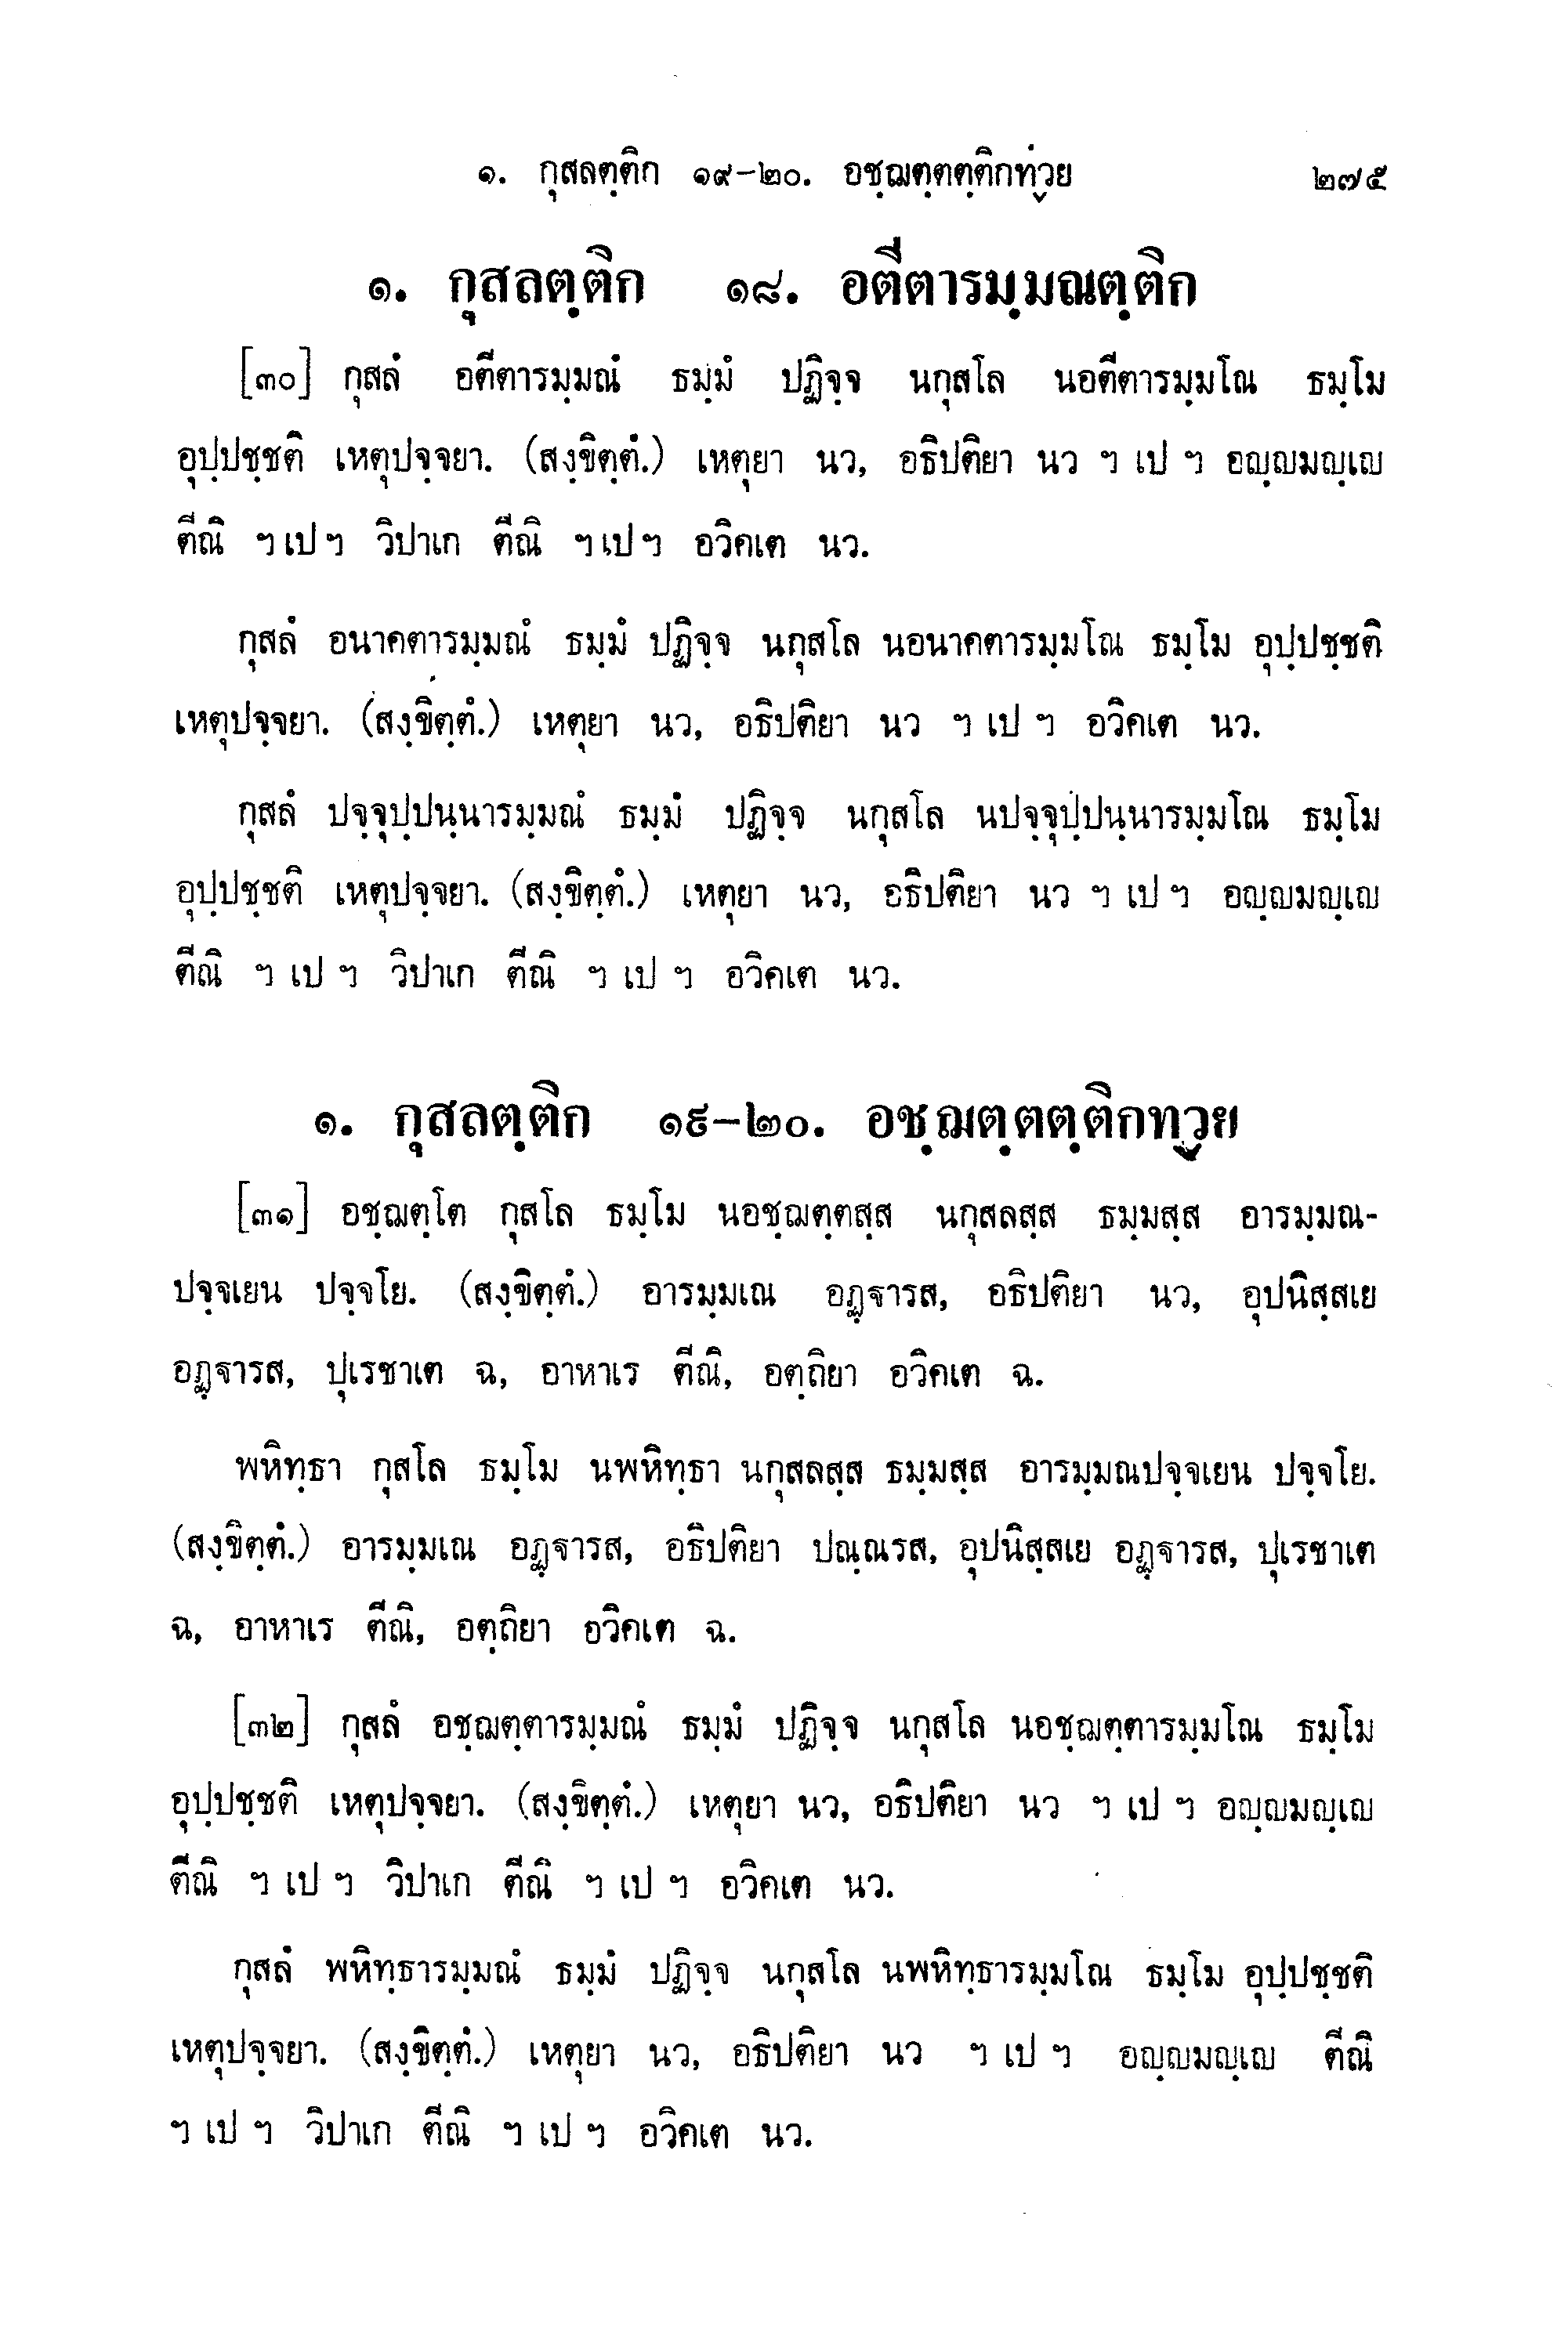 ๑. กุสลตฺติก ๑๙-๒๐. อชฺฌตฺตตฺติกทฺวย ๒๗๕
๑. กุสลตฺติก ๑๘. อตีตารมฺมณตฺติก
[๓๐] กุสลํ อตีตารมฺมณํ ธมฺมํ ปฏิจฺจ นกุสโล นอตีตารมฺมโณ ธมฺโม
อุปฺปชฺชติ เหตุปจฺจยา. (สงฺขิตฺตํ.) เหตุยา นว, อธิปติยา นว ฯ เป ฯ อญฺญมญฺเญ
ตีณิ ฯ เป ฯ วิปาเก ตีณิ ฯ เป ฯ อวิคเต นว.
กุสลํ อนาคตารมฺมณํ ธมฺมํ ปฏิจฺจ นกุสโล นอนาคตารมฺมโณ ธมฺโม อุปฺปชฺชติ
เหตุปจฺจยา. (สงฺขิตฺตํ.) เหตุยา นว, อธิปติยา นว ฯ เป ฯ อวิคเต นว.
กุสลํ ปจฺจุปฺปนฺนารมฺมณํ ธมฺมํ ปฏิจฺจ นกุสโล นปจฺจุปฺปนฺนารมฺมโณ ธมฺโม
อุปฺปชฺชติ เหตุปจฺจยา. (สงฺขิตฺตํ.) เหตุยา นว, อธิปติยา นว ฯ เป ฯ อญฺญมญฺเญ
ตีณิ ฯ เป ฯ วิปาเก ตีณิ ฯ เป ฯ อวิคเต นว.
๑. กุสลตฺติก ๑๙-๒๐. อชฺฌตฺตตฺติกทฺวย
[๓๑] อชฺฌตฺโต กุสโล ธมฺโม นอชฺฌตฺตสฺส นกุสลสฺส ธมฺมสฺส อารมฺมณ-
ปจฺจเยน ปจฺจโย. (สงฺขิตฺตํ.) อารมฺมเณ อฏฺฐารส, อธิปติยา นว, อุปนิสฺสเย
อฏฺฐารส, ปุเรชาเต ฉ, อาหาเร ตีณิ, อตฺถิยา อวิคเต ฉ.
พหิทฺธา กุสโล ธมฺโม นพหิทฺธา นกุสลสฺส ธมฺมสฺส อารมฺมณปจฺจเยน ปจฺจโย.
(สงฺขิตฺตํ.) อารมฺมเณ อฏฺฐารส, อธิปติยา ปณฺณรส, อุปนิสฺสเย อฏฺฐารส, ปุเรชาเต
ฉ, อาหาเร ตีณิ, อตฺถิยา อวิคเต ฉ.
[๓๒] กุสลํ อชฺฌตฺตารมฺมณํ ธมฺมํ ปฏิจฺจ นกุสโล นอชฺฌตฺตารมฺมโณ ธมฺโม
อุปฺปชฺชติ เหตุปจฺจยา. (สงฺขิตฺตํ.) เหตุยา นว, อธิปติยา นว ฯ เป ฯ อญฺญมญฺเญ
ตีณิ ฯ เป ฯ วิปาเก ตีณิ ฯ เป ฯ อวิคเต นว.
กุสลํ พหิทฺธารมฺมณํ ธมฺมํ ปฏิจฺจ นกุสโล นพหิทฺธารมฺมโณ ธมฺโม อุปฺปชฺชติ
เหตุปจฺจยา. (สงฺขิตฺตํ.) เหตุยา นว, อธิปติยา นว ฯ เป ฯ อญฺญมญฺเญ ตีณิ
ฯ เป ฯ วิปาเก ตีณิ ฯ เป ฯ อวิคเต นว.